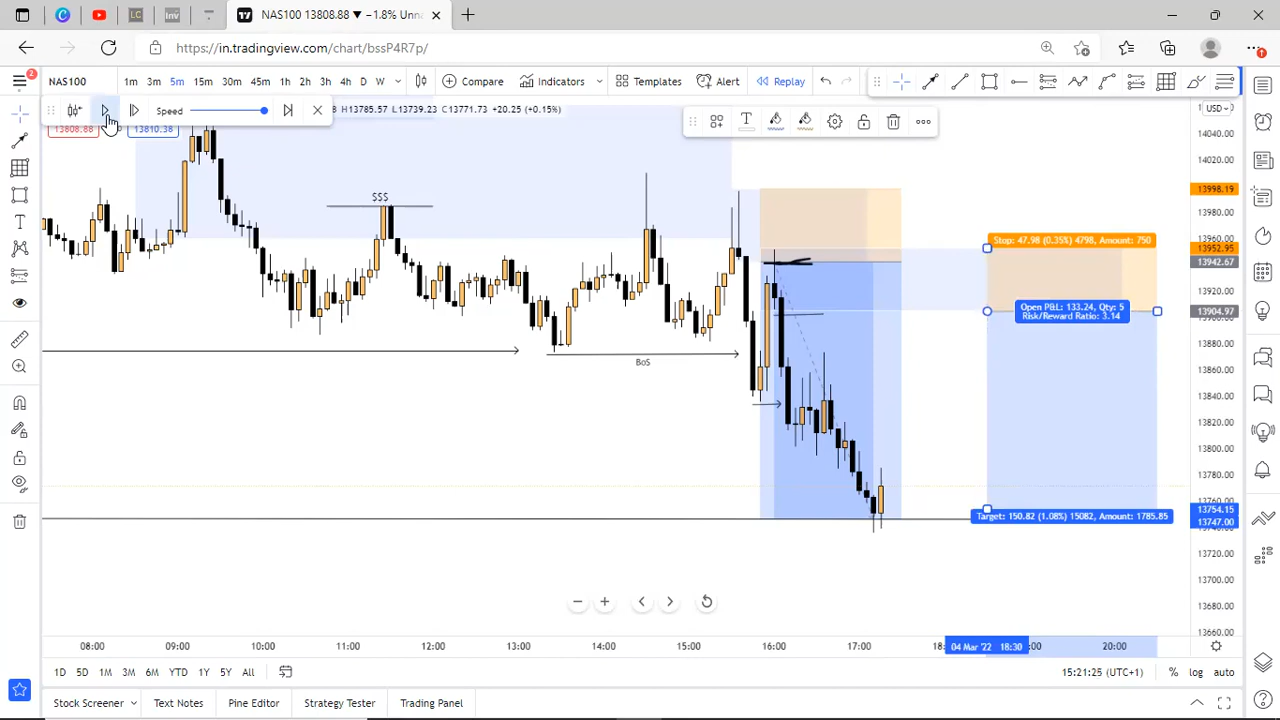 NAS100 13808.88 ▼ −1.8% Unna
https://in.tradingview.com/chart/bssP4R7p/
NAS100 1m 3m 5m 15m 30m 45m 1h 2h 3h 4h D W Compare Indicators Templates Alert Replay
Speed
H13785.57 L13739.23 C13771.73 +20.25 (+0.15%)
USD
13808.88 13810.38
14040.00
14020.00
$$$
13998.19
13980.00
13960.00
Stop: 47.98 (0.35%) 4798, Amount: 750
13952.95
13942.67
13920.00
Open P&L: 133.24, Qty: 5
Risk/Reward Ratio: 3.14
13904.97
13880.00
BoS
13860.00
13840.00
13820.00
13800.00
13780.00
13754.15
Target: 150.82 (1.08%) 15082, Amount: 1785.85
13747.00
13720.00
13700.00
13680.00
13660.00
08:00 09:00 10:00 11:00 12:00 13:00 14:00 15:00 16:00 17:00 04 Mar '22 18:30 20:00
1D 5D 1M 3M 6M YTD 1Y 5Y All
15:21:25 (UTC+1) % log auto
Stock Screener Text Notes Pine Editor Strategy Tester Trading Panel